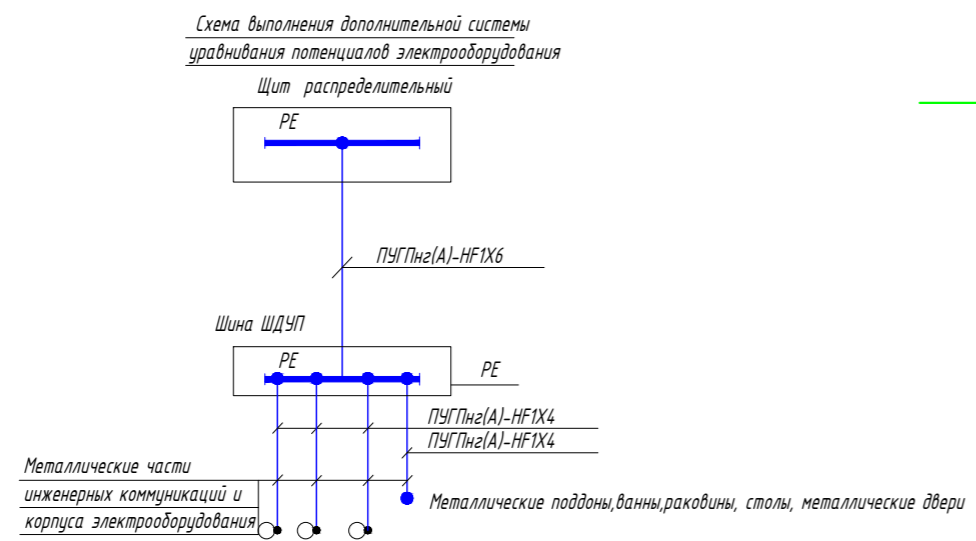 Схема выполнения дополнительной системы
уравнивания потенциалов электрооборудования
Щит распределительный
PE
ПУГПнг(А)-HF1X6
Шина ШДУП
PE
PE
ПУГПнг(А)-HF1X4
ПУГПнг(А)-HF1X4
Металлические части
инженерных коммуникаций и
корпуса электрооборудования
Металлические поддоны,ванны,раковины, столы, металлические двери